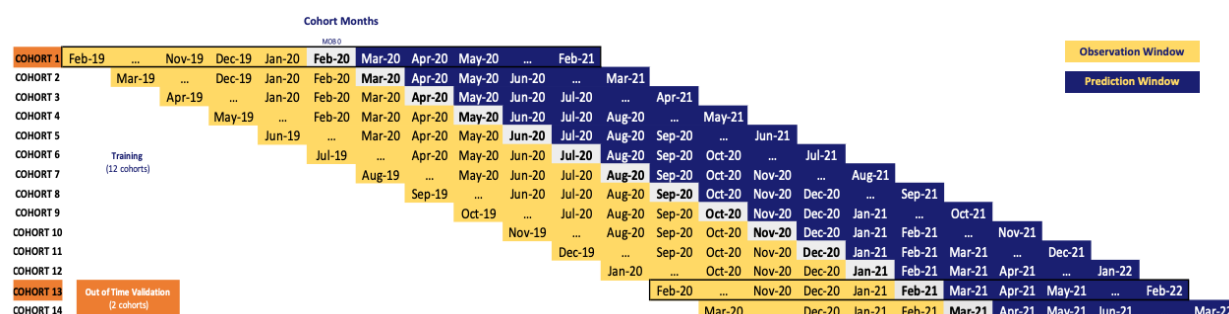 Cohort Months
MOB 0
COHORT 1 Feb-19 ... Nov-19 Dec-19 Jan-20 Feb-20 Mar-20 Apr-20 May-20 ... Feb-21
Observation Window
COHORT 2 Mar-19 ... Dec-19 Jan-20 Feb-20 Mar-20 Apr-20 May-20 Jun-20 ... Mar-21
Prediction Window
COHORT 3 Apr-19 ... Jan-20 Feb-20 Mar-20 Apr-20 May-20 Jun-20 Jul-20 ... Apr-21
COHORT 4 May-19 ... Feb-20 Mar-20 Apr-20 May-20 Jun-20 Jul-20 Aug-20 ... May-21
COHORT 5 Jun-19 ... Mar-20 Apr-20 May-20 Jun-20 Jul-20 Aug-20 Sep-20 ... Jun-21
COHORT 6 Jul-19 ... Apr-20 May-20 Jun-20 Jul-20 Aug-20 Sep-20 Oct-20 ... Jul-21
Training
(12 cohorts)
COHORT 7 Aug-19 ... May-20 Jun-20 Jul-20 Aug-20 Sep-20 Oct-20 Nov-20 ... Aug-21
COHORT 8 Sep-19 ... Jun-20 Jul-20 Aug-20 Sep-20 Oct-20 Nov-20 Dec-20 ... Sep-21
COHORT 9 Oct-19 ... Jul-20 Aug-20 Sep-20 Oct-20 Nov-20 Dec-20 Jan-21 ... Oct-21
COHORT 10 Nov-19 ... Aug-20 Sep-20 Oct-20 Nov-20 Dec-20 Jan-21 Feb-21 ... Nov-21
COHORT 11 Dec-19 ... Sep-20 Oct-20 Nov-20 Dec-20 Jan-21 Feb-21 Mar-21 ... Dec-21
COHORT 12 Jan-20 ... Oct-20 Nov-20 Dec-20 Jan-21 Feb-21 Mar-21 Apr-21 ... Jan-22
COHORT 13 Feb-20 ... Nov-20 Dec-20 Jan-21 Feb-21 Mar-21 Apr-21 May-21 ... Feb-22
Out of Time Validation
(2 cohorts)
COHORT 14 Mar-20 ... Dec-20 Jan-21 Feb-21 Mar-21 Apr-21 May-21 Jun-21 ...